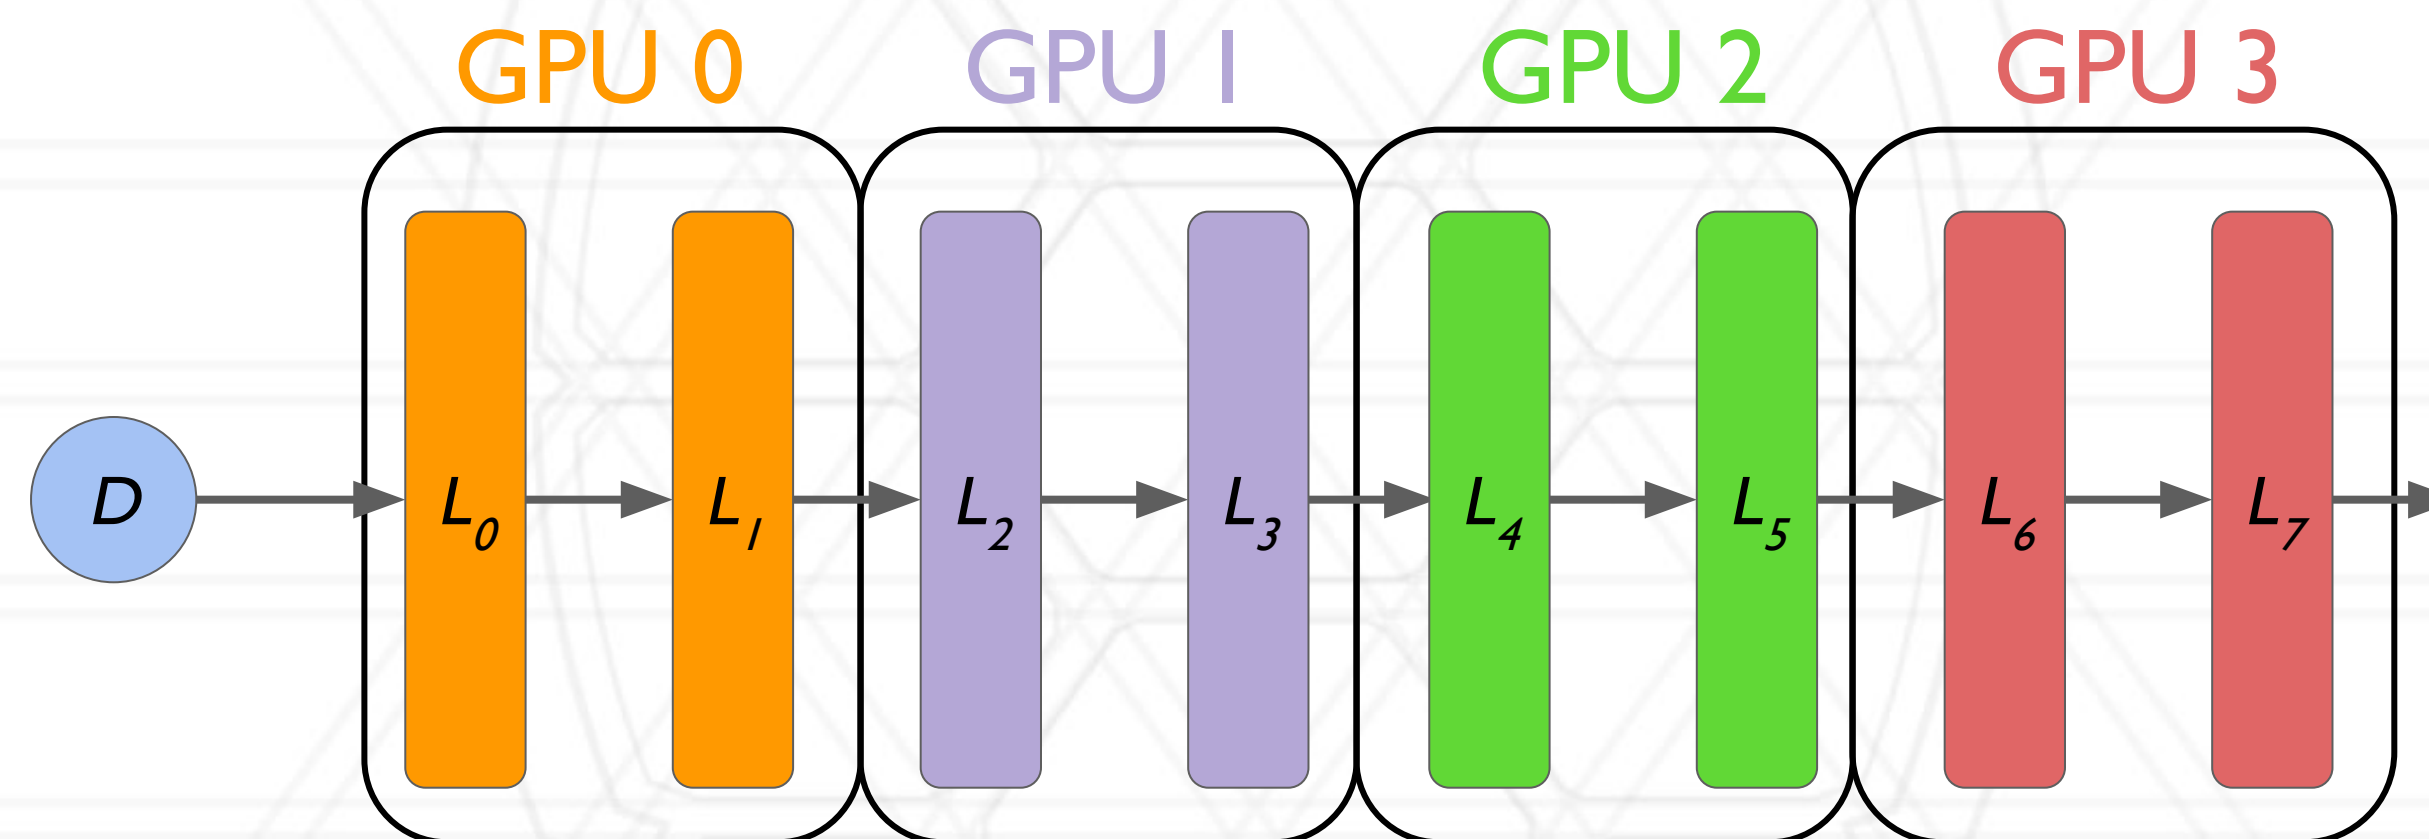 GPU 0 GPU 1 GPU 2 GPU 3
D L0 L1 L2 L3 L4 L5 L6 L7